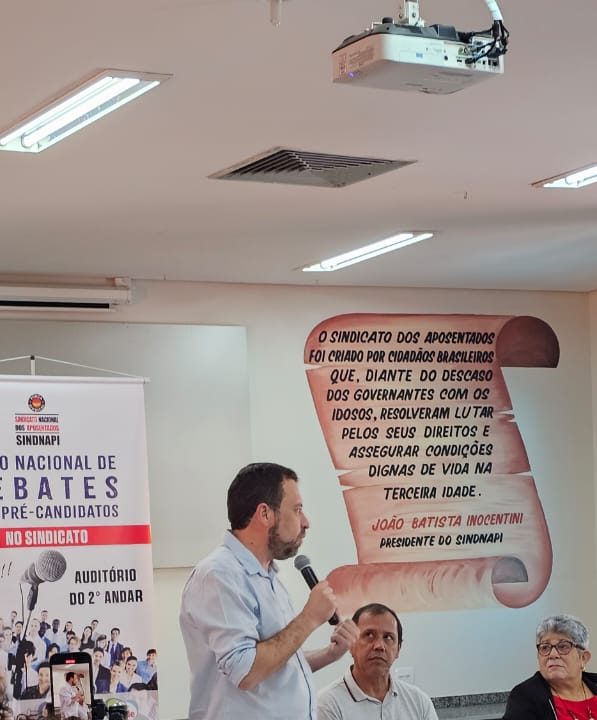 O SINDICATO DOS APOSENTADOS
FOI CRIADO POR CIDADÃOS BRASILEIROS
QUE, DIANTE DO DESCASO
DOS GOVERNANTES COM OS
IDOSOS, RESOLVERAM LUTAR
PELOS SEUS DIREITOS E
ASSEGURAR CONDIÇÕES
DIGNAS DE VIDA NA
TERCEIRA IDADE.
JOÃO BATISTA INOCENTINI
PRESIDENTE DO SINDNAPI
SINDICATO NACIONAL
DOS APOSENTADOS
SINDNAPI
O NACIONAL DE
EBATES
PRÉ-CANDIDATOS
NO SINDICATO
!!
AUDITÓRIO
DO 2º ANDAR